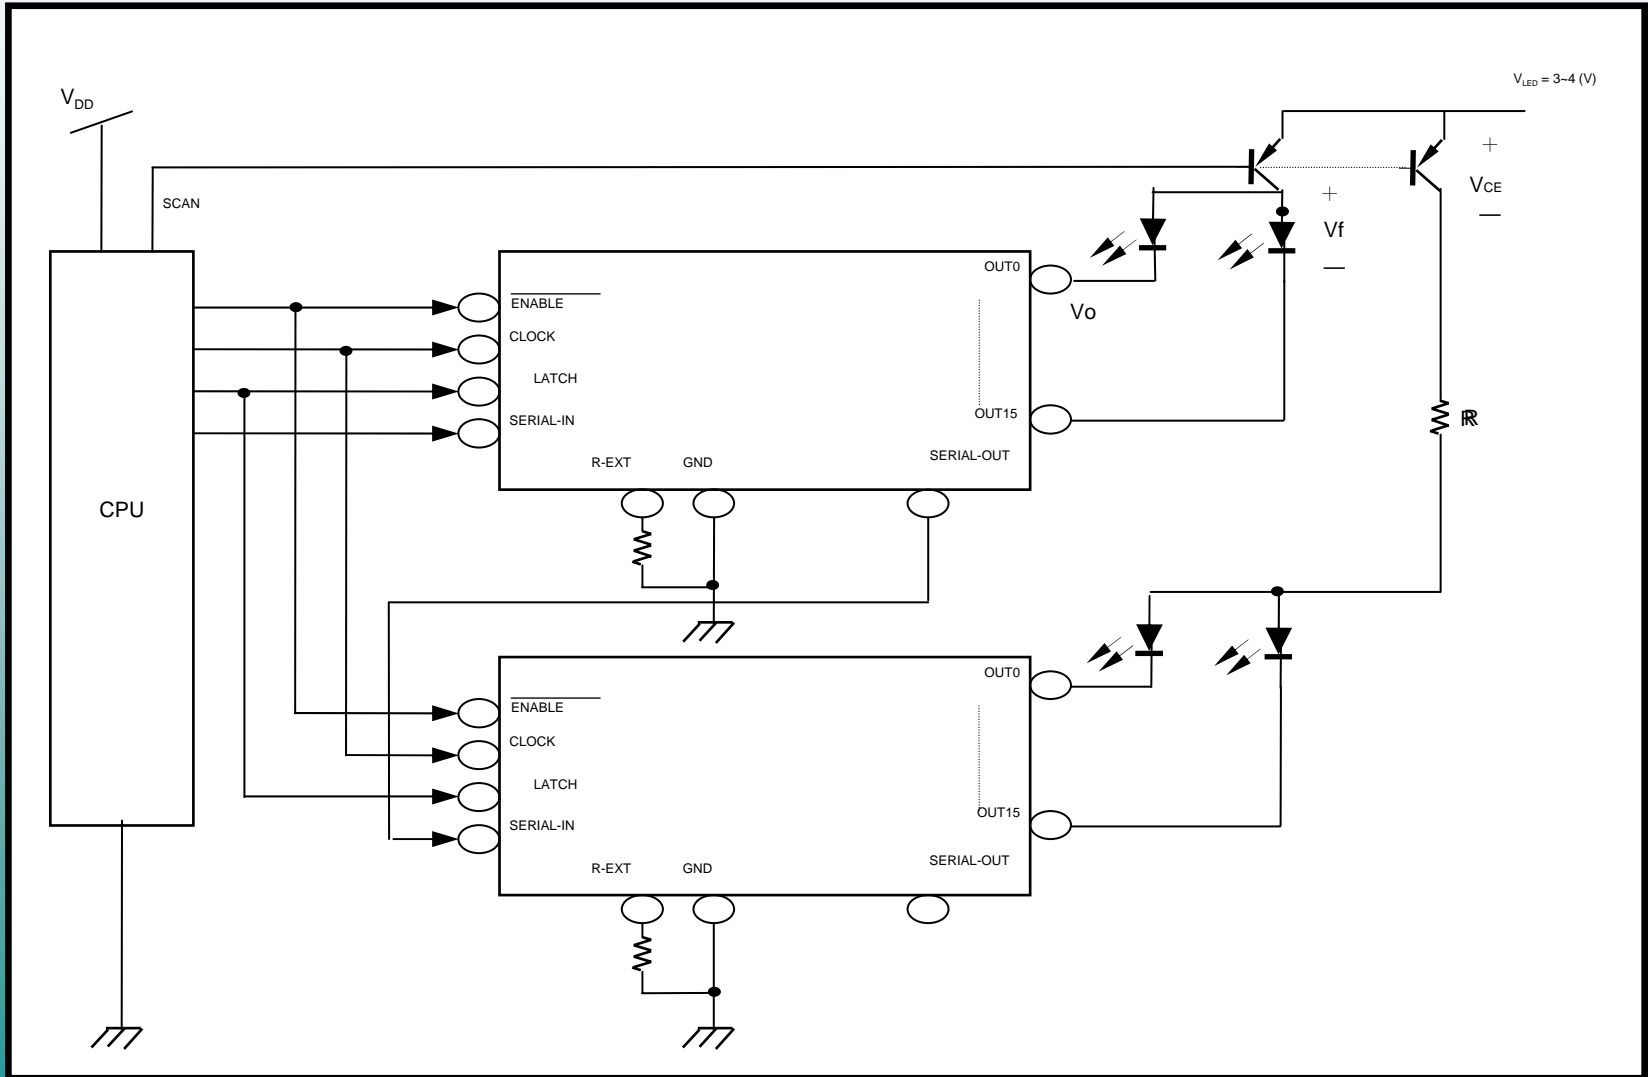 V_LED = 3~4 (V)
V_DD
+
V_CE
—
SCAN
+
Vf
—
OUT0
ENABLE
Vo
CLOCK
LATCH
OUT15
SERIAL-IN
R
SERIAL-OUT
R-EXT GND
CPU
OUT0
ENABLE
CLOCK
LATCH
OUT15
SERIAL-IN
SERIAL-OUT
R-EXT GND